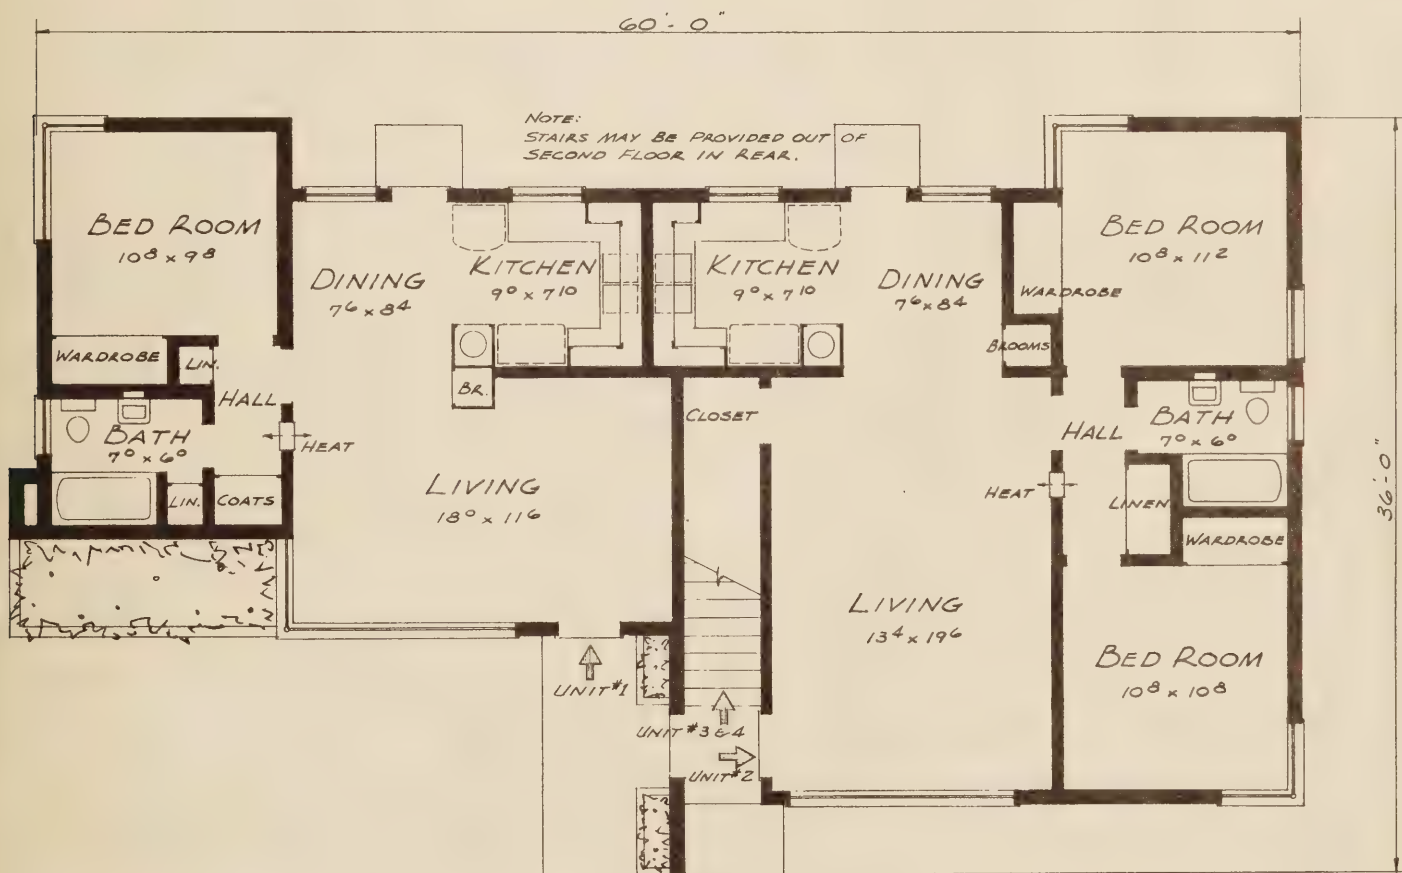 60'-0"
NOTE:
STAIRS MAY BE PROVIDED OUT OF
SECOND FLOOR IN REAR.
BED ROOM
10⁸ x 9⁸
DINING
7⁶ x 8⁴
KITCHEN
9⁰ x 7¹⁰
KITCHEN
9⁰ x 7¹⁰
DINING
7⁶ x 8⁴
BED ROOM
10⁸ x 11²
WARDROBE
WARDROBE
LIN.
BR.
BROOMS
HALL
CLOSET
BATH
7⁰ x 6⁰
HEAT
HALL
BATH
7⁰ x 6⁰
36'-0"
LIN.
COATS
LIVING
18⁰ x 11⁶
HEAT
LINEN
WARDROBE
LIVING
13⁴ x 19⁶
BED ROOM
10⁸ x 10⁸
UNIT #1
UNIT #3 & 4
UNIT #2